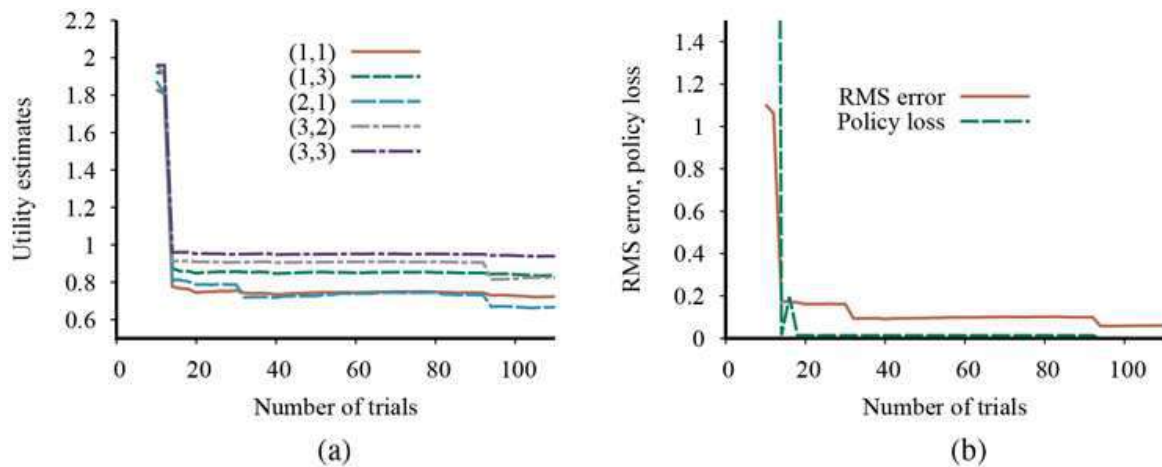 2.2
2
1.8
1.6
1.4
1.2
1
0.8
0.6
Utility estimates
(1,1)
(1,3)
(2,1)
(3,2)
(3,3)
0 20 40 60 80 100
Number of trials
(a)
1.4
1.2
1
0.8
0.6
0.4
0.2
0
RMS error, policy loss
RMS error
Policy loss
0 20 40 60 80 100
Number of trials
(b)